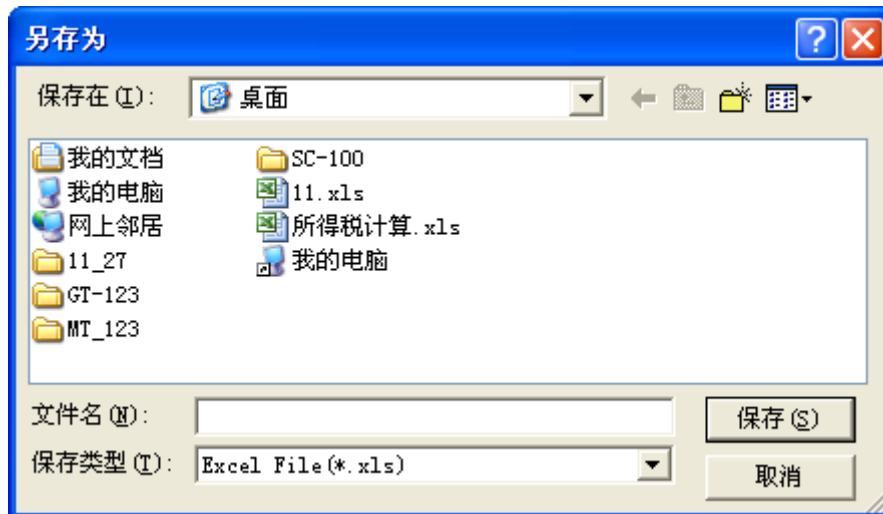 另存为
保存在(I): 桌面
我的文档
我的电脑
网上邻居
11_27
GT-123
MT_123
SC-100
11.xls
所得税计算.xls
我的电脑
文件名(N): 保存(S)
保存类型(T): Excel File(*.xls) 取消